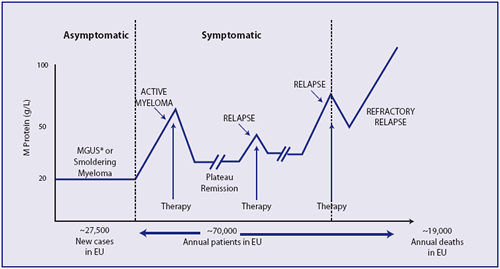 Asymptomatic
Symptomatic
M Protein (g/L)
100
50
20
MGUS* or
Smoldering
Myeloma
ACTIVE
MYELOMA
Therapy
Plateau
Remission
RELAPSE
Therapy
RELAPSE
Therapy
REFRACTORY
RELAPSE
~27,500
New cases
in EU
~70,000
Annual patients in EU
~19,000
Annual deaths
in EU